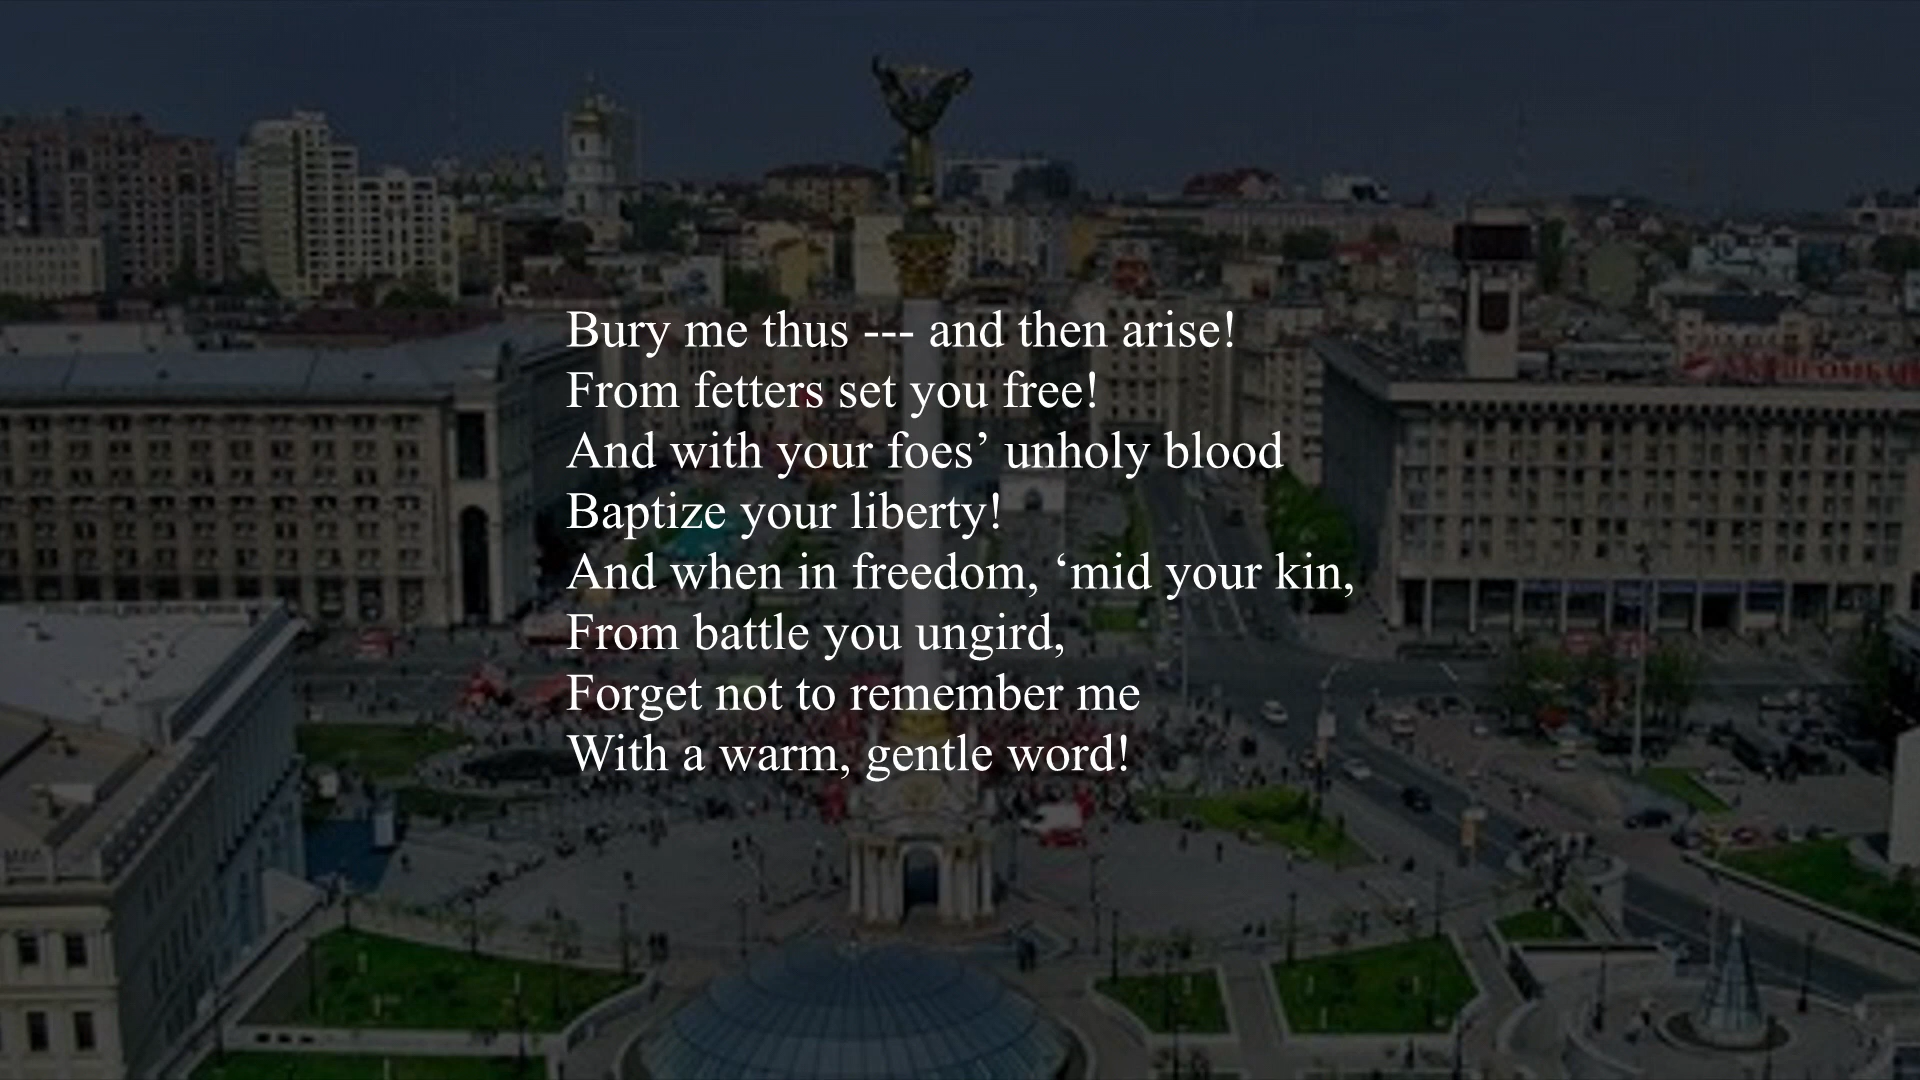 Bury me thus --- and then arise!
From fetters set you free!
And with your foes’ unholy blood
Baptize your liberty!
And when in freedom, ‘mid your kin,
From battle you ungird,
Forget not to remember me
With a warm, gentle word!